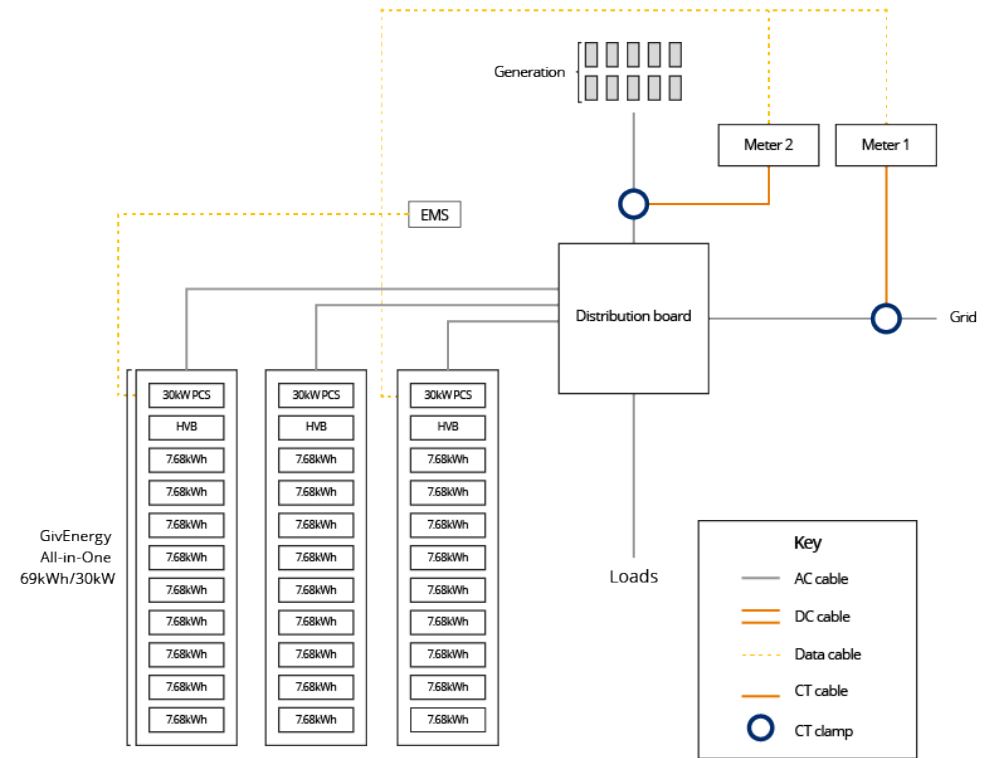 Generation
Meter 2
Meter 1
EMS
Distribution board
Grid
30kW PCS
HVB
7.68kWh
7.68kWh
7.68kWh
7.68kWh
7.68kWh
7.68kWh
7.68kWh
7.68kWh
7.68kWh
30kW PCS
HVB
7.68kWh
7.68kWh
7.68kWh
7.68kWh
7.68kWh
7.68kWh
7.68kWh
7.68kWh
7.68kWh
30kW PCS
HVB
7.68kWh
7.68kWh
7.68kWh
7.68kWh
7.68kWh
7.68kWh
7.68kWh
7.68kWh
7.68kWh
GivEnergy
All-in-One
69kWh/30kW
Loads
Key
AC cable
DC cable
Data cable
CT cable
CT clamp